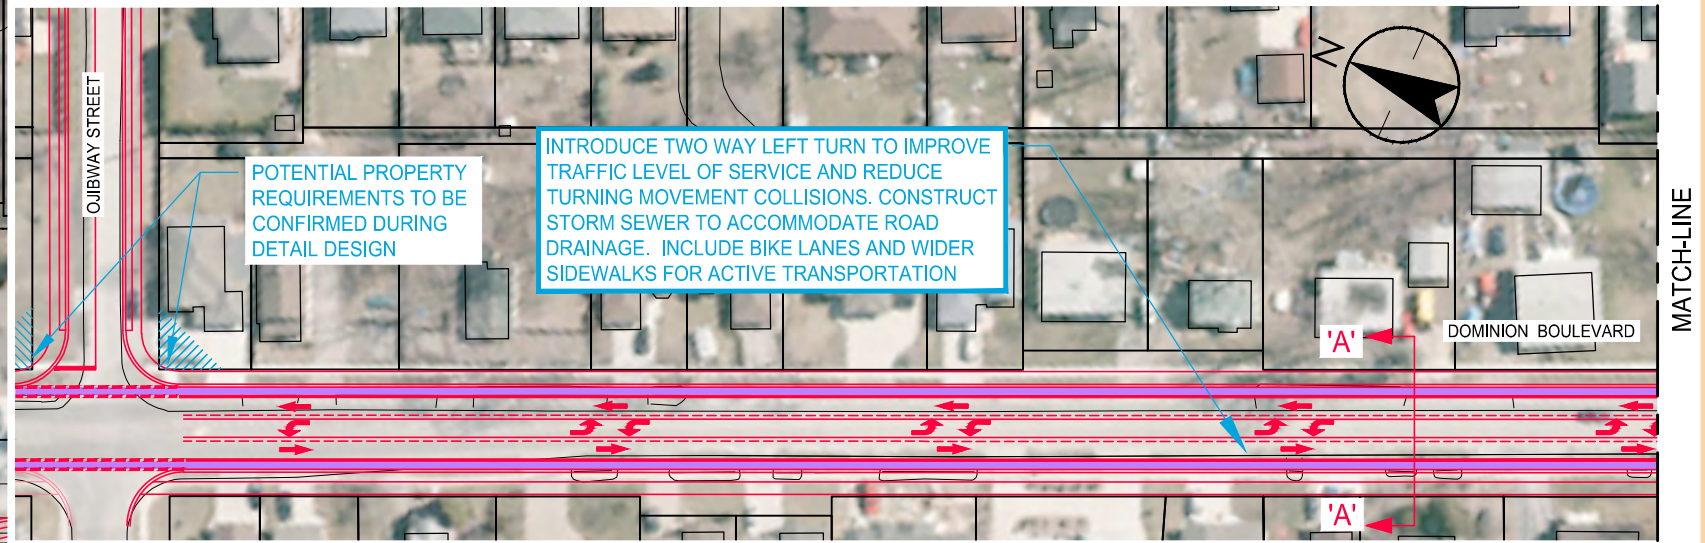 OJIBWAY STREET
POTENTIAL PROPERTY
REQUIREMENTS TO BE
CONFIRMED DURING
DETAIL DESIGN
INTRODUCE TWO WAY LEFT TURN TO IMPROVE
TRAFFIC LEVEL OF SERVICE AND REDUCE
TURNING MOVEMENT COLLISIONS. CONSTRUCT
STORM SEWER TO ACCOMMODATE ROAD
DRAINAGE. INCLUDE BIKE LANES AND WIDER
SIDEWALKS FOR ACTIVE TRANSPORTATION
N
'A'
DOMINION BOULEVARD
MATCH-LINE
'A'